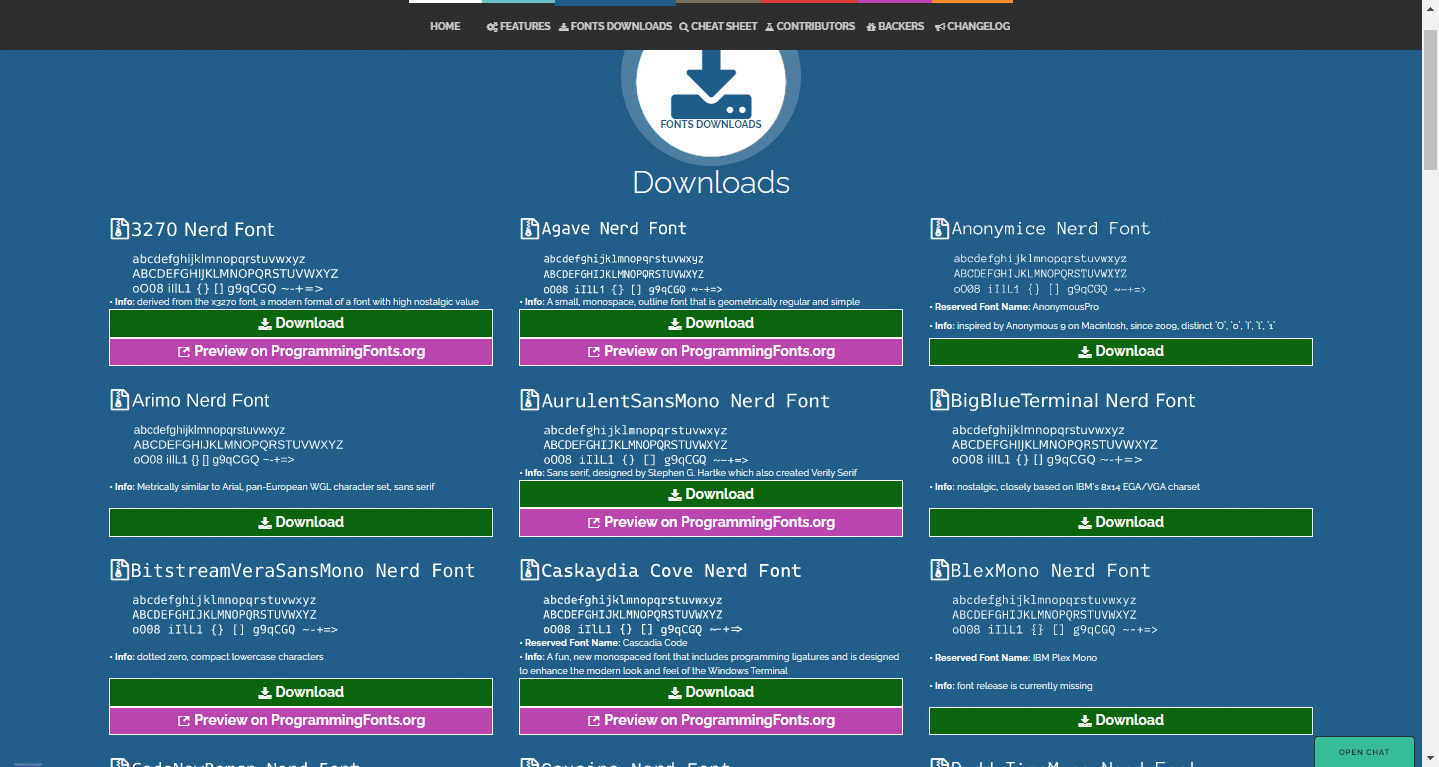 HOME FEATURES FONTS DOWNLOADS CHEAT SHEET CONTRIBUTORS BACKERS CHANGELOG
FONTS DOWNLOADS
Downloads
3270 Nerd Font
abcdefghijklmnopqrstuvwxyz
ABCDEFGHIJKLMNOPQRSTUVWXYZ
oO08 iIlL1 {} [] g9qCGQ ~-+=>
• Info: derived from the x3270 font, a modern format of a font with high nostalgic value
Download
Preview on ProgrammingFonts.org
Agave Nerd Font
abcdefghijklmnopqrstuvwxyz
ABCDEFGHIJKLMNOPQRSTUVWXYZ
oO08 iIlL1 {} [] g9qCGQ ~-+=>
• Info: A small, monospace, outline font that is geometrically regular and simple
Download
Preview on ProgrammingFonts.org
Anonymice Nerd Font
abcdefghijklmnopqrstuvwxyz
ABCDEFGHIJKLMNOPQRSTUVWXYZ
oO08 iIlL1 {} [] g9qCGQ ~-+=>
• Reserved Font Name: AnonymousPro
• Info: inspired by Anonymous 9 on Macintosh, since 2009, distinct 'O', '0', 'I', 'l', '1'
Download
Arimo Nerd Font
abcdefghijklmnopqrstuvwxyz
ABCDEFGHIJKLMNOPQRSTUVWXYZ
oO08 iIlL1 {} [] g9qCGQ ~-+=>
• Info: Metrically similar to Arial, pan-European WGL character set, sans serif
Download
AurulentSansMono Nerd Font
abcdefghijklmnopqrstuvwxyz
ABCDEFGHIJKLMNOPQRSTUVWXYZ
oO08 iIlL1 {} [] g9qCGQ ~-+=>
• Info: Sans serif, designed by Stephen G. Hartke which also created Verily Serif
Download
Preview on ProgrammingFonts.org
BigBlueTerminal Nerd Font
abcdefghijklmnopqrstuvwxyz
ABCDEFGHIJKLMNOPQRSTUVWXYZ
oO08 iIlL1 {} [] g9qCGQ ~-+=>
• Info: nostalgic, closely based on IBM's 8x14 EGA/VGA charset
Download
BitstreamVeraSansMono Nerd Font
abcdefghijklmnopqrstuvwxyz
ABCDEFGHIJKLMNOPQRSTUVWXYZ
oO08 iIlL1 {} [] g9qCGQ ~-+=>
• Info: dotted zero, compact lowercase characters
Download
Preview on ProgrammingFonts.org
Caskaydia Cove Nerd Font
abcdefghijklmnopqrstuvwxyz
ABCDEFGHIJKLMNOPQRSTUVWXYZ
oO08 iIlL1 {} [] g9qCGQ ~-+=>
• Reserved Font Name: Cascadia Code
• Info: A fun, new monospaced font that includes programming ligatures and is designed
to enhance the modern look and feel of the Windows Terminal
Download
Preview on ProgrammingFonts.org
BlexMono Nerd Font
abcdefghijklmnopqrstuvwxyz
ABCDEFGHIJKLMNOPQRSTUVWXYZ
oO08 iIlL1 {} [] g9qCGQ ~-+=>
• Reserved Font Name: IBM Plex Mono
• Info: font release is currently missing
Download
OPEN CHAT